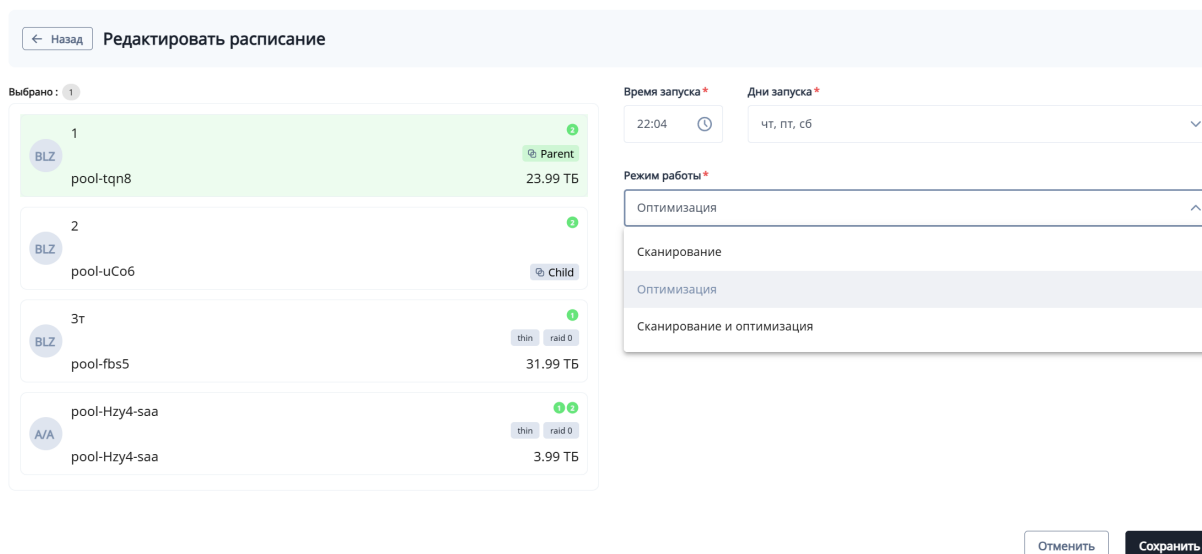 ← Назад Редактировать расписание
Выбрано : 1
1 2
BLZ Parent
pool-tqn8 23.99 ТБ
2 2
BLZ
pool-uCo6 Child
3т 1
BLZ thin raid 0
pool-fbs5 31.99 ТБ
pool-Hzy4-saa 1 2
A/A thin raid 0
pool-Hzy4-saa 3.99 ТБ
Время запуска* Дни запуска*
22:04 чт, пт, сб
Режим работы*
Оптимизация
Сканирование
Оптимизация
Сканирование и оптимизация
Отменить Сохранить